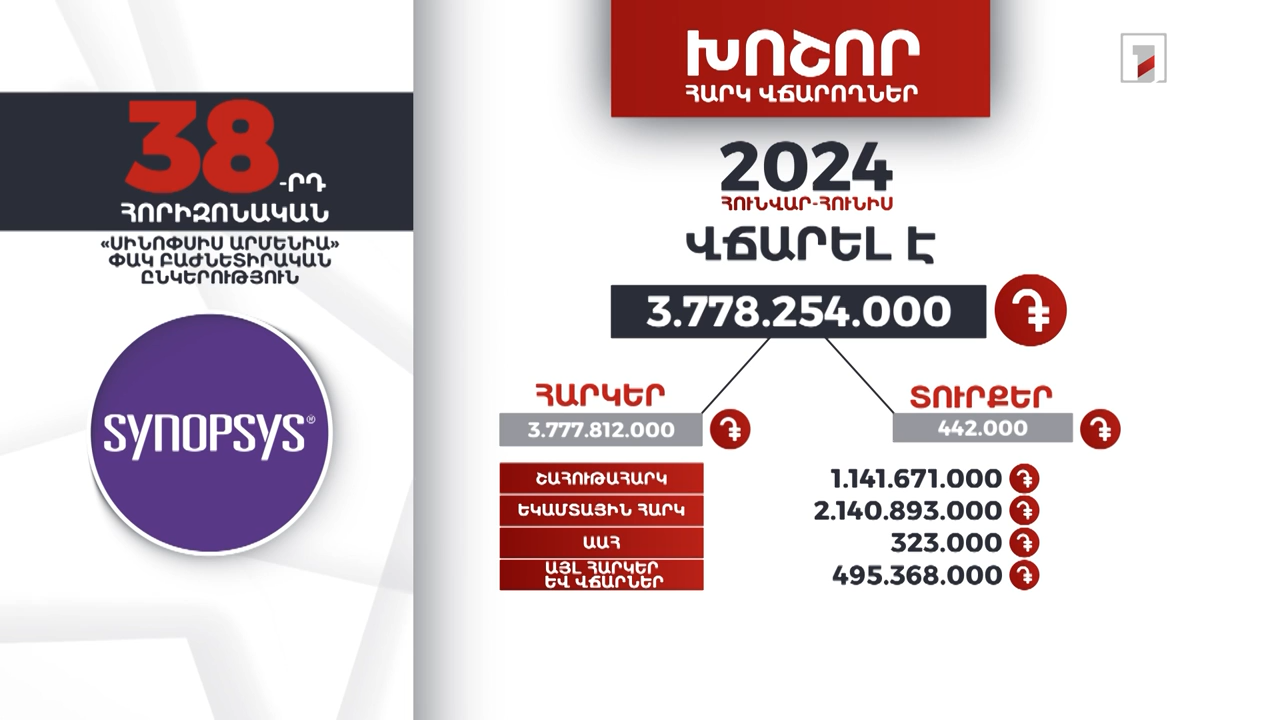 38-ՐԴ
ՀՈՐԻԶՈՆԱԿԱՆ
«ՍԻՆՈՓՍԻՍ ԱՐՄԵՆԻԱ»
ՓԱԿ ԲԱԺՆԵՏԻՐԱԿԱՆ
ԸՆԿԵՐՈՒԹՅՈՒՆ
SYNOPSYS®
ԽՈՇՈՐ
ՀԱՐԿ ՎՃԱՐՈՂՆԵՐ
1
2024
ՀՈՒՆՎԱՐ-ՀՈՒՆԻՍ
ՎՃԱՐԵԼ Է
3.778.254.000 ֏
ՀԱՐԿԵՐ
3.777.812.000 ֏
ՏՈՒՐՔԵՐ
442.000 ֏
ՇԱՀՈՒԹԱՀԱՐԿ 1.141.671.000 ֏
ԵԿԱՄՏԱՅԻՆ ՀԱՐԿ 2.140.893.000 ֏
ԱԱՀ 323.000 ֏
ԱՅԼ ՀԱՐԿԵՐ
ԵՎ ՎՃԱՐՆԵՐ 495.368.000 ֏